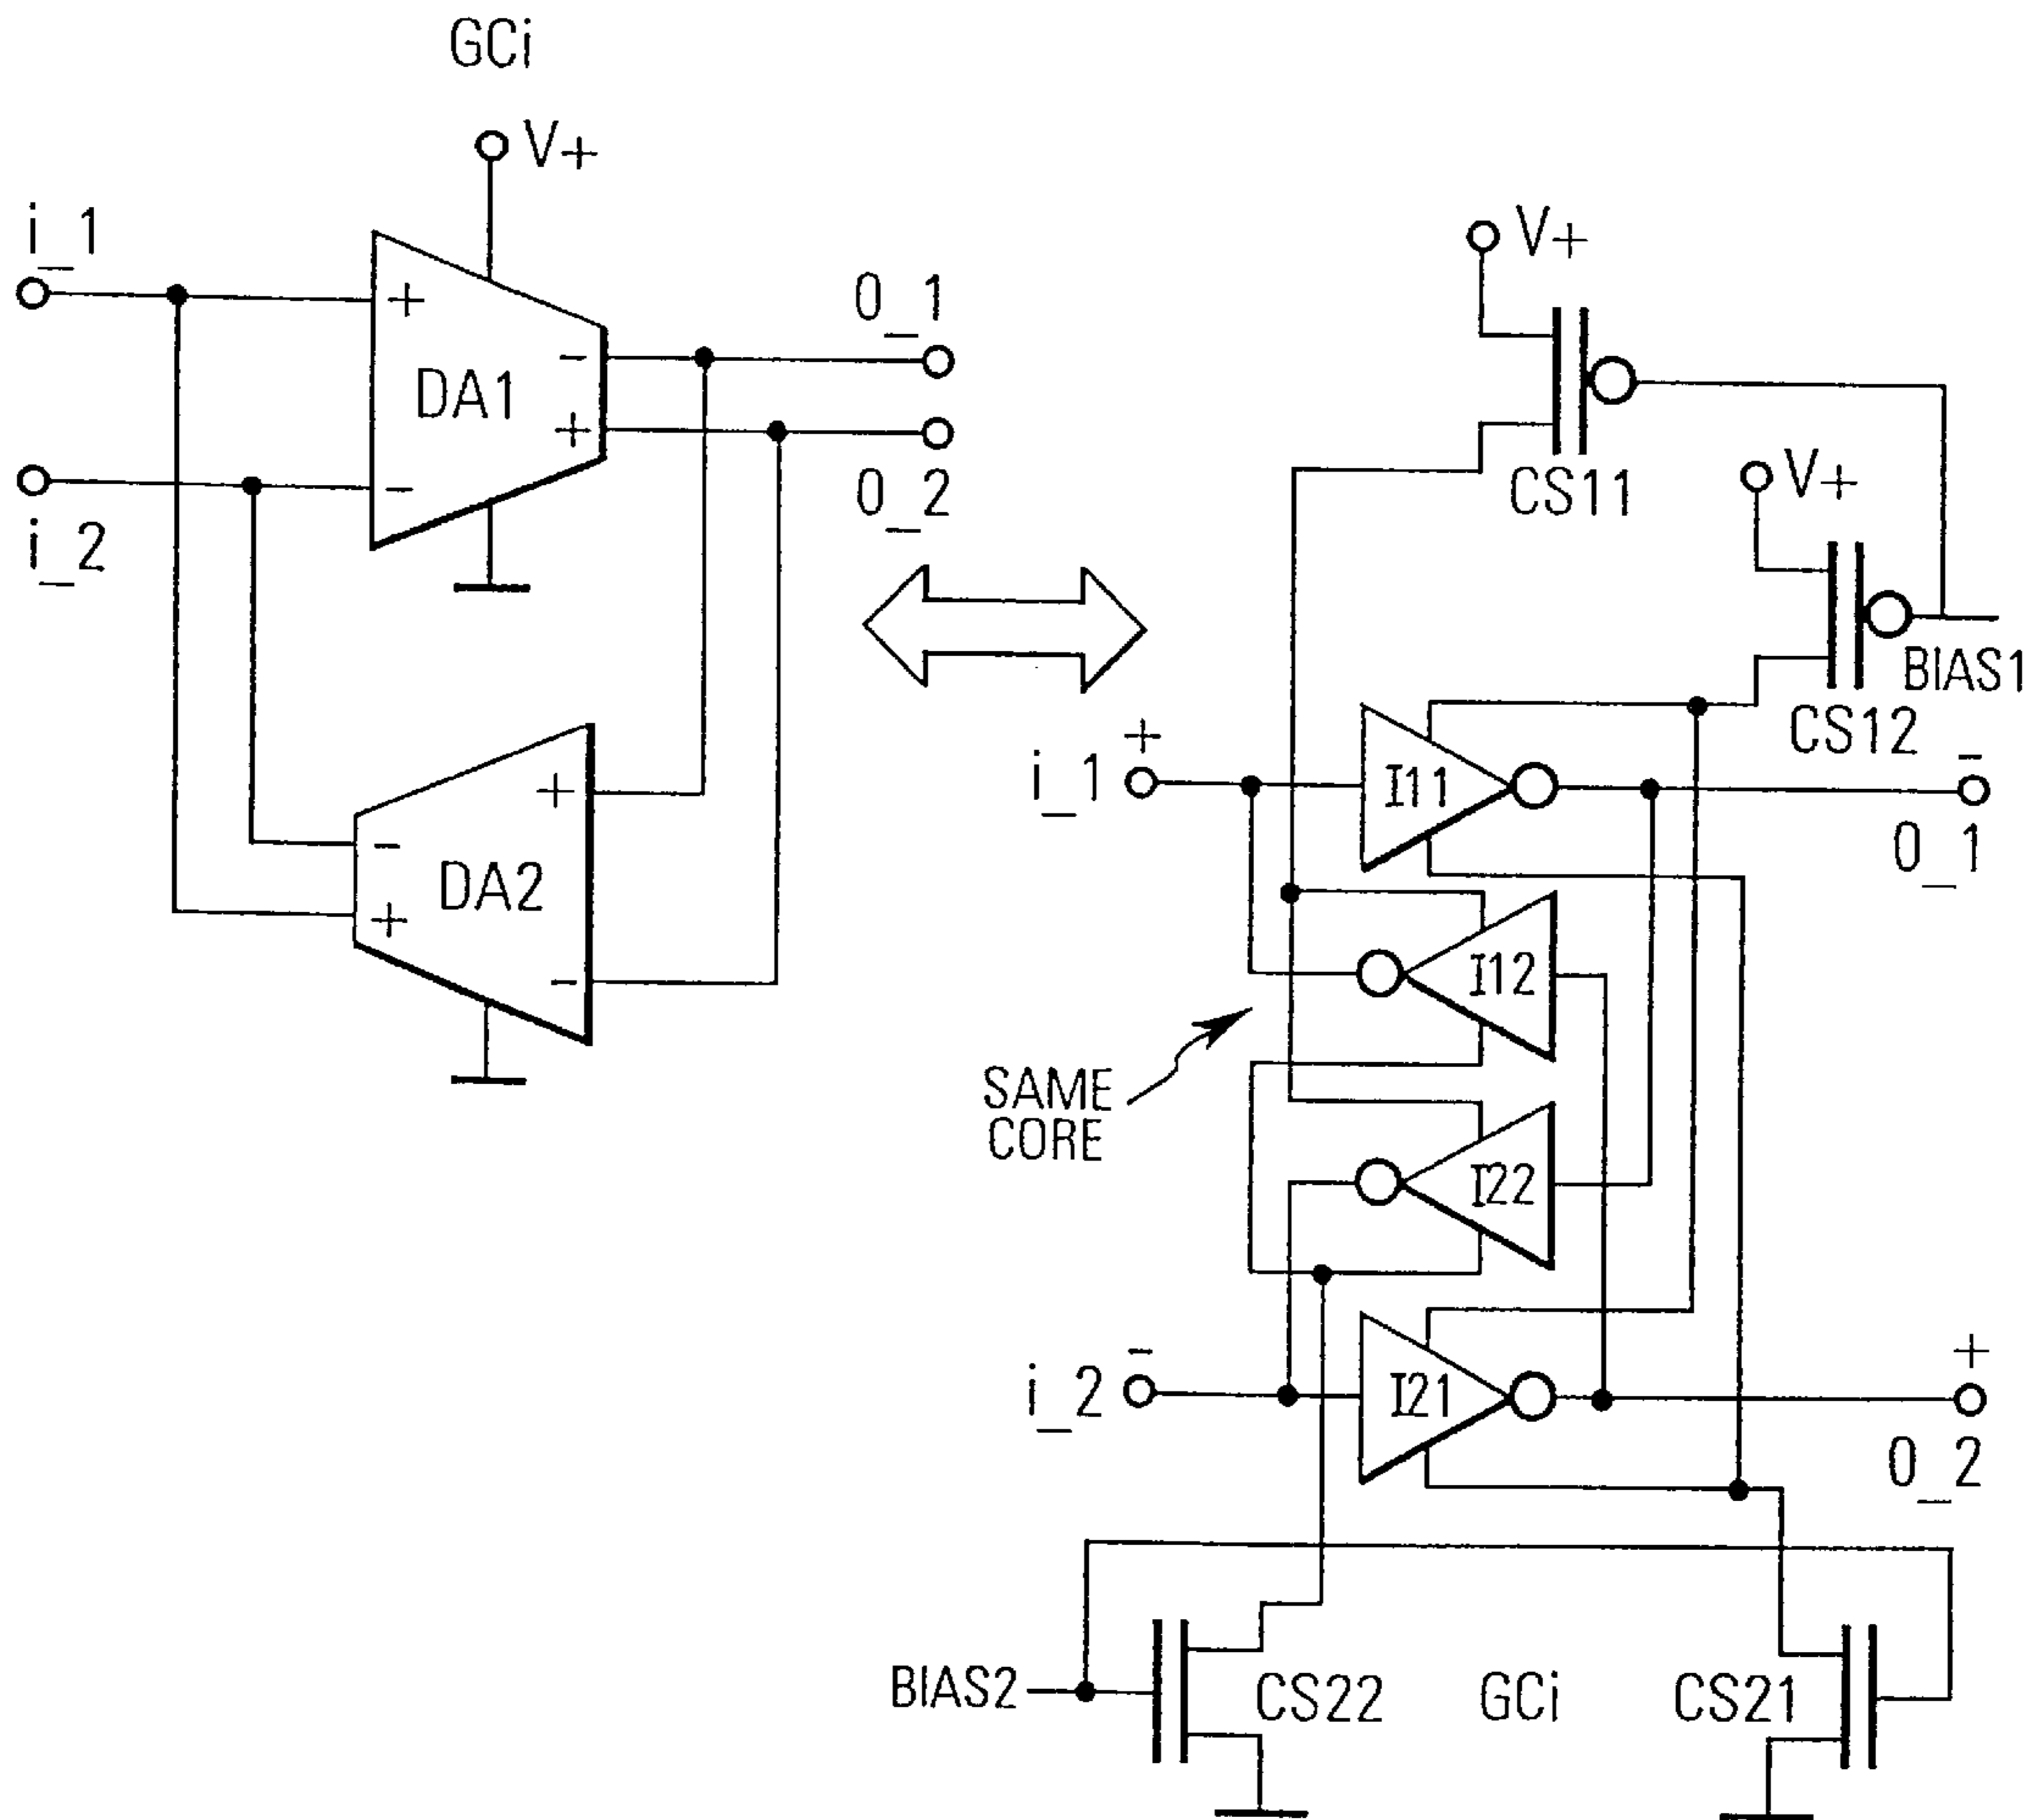 GCi
V+
i_1
+
-
DA1
-
+
0_1
0_2
i_2
+
-
DA2
-
+
V+
CS11
V+
BIAS1
CS12
+
i_1
I11
-
0_1
I12
SAME
CORE
I22
-
i_2
I21
+
0_2
BIAS2
CS22
GCi
CS21